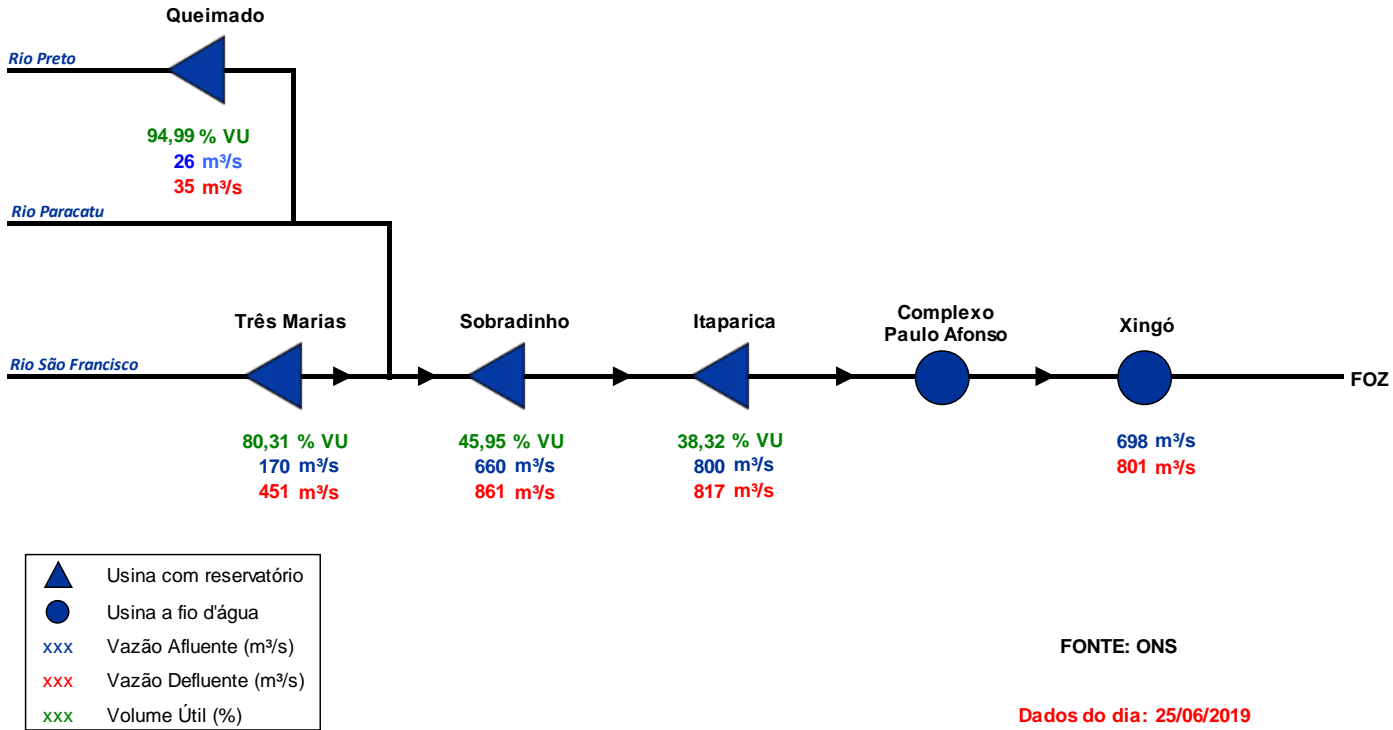 Queimado
Rio Preto
94,99 % VU
26 m³/s
35 m³/s
Rio Paracatu
Três Marias
Sobradinho
Itaparica
Complexo
Paulo Afonso
Xingó
Rio São Francisco
FOZ
80,31 % VU
170 m³/s
451 m³/s
45,95 % VU
660 m³/s
861 m³/s
38,32 % VU
800 m³/s
817 m³/s
698 m³/s
801 m³/s
Usina com reservatório
Usina a fio d'água
xxx Vazão Afluente (m³/s)
xxx Vazão Defluente (m³/s)
xxx Volume Útil (%)
FONTE: ONS
Dados do dia: 25/06/2019